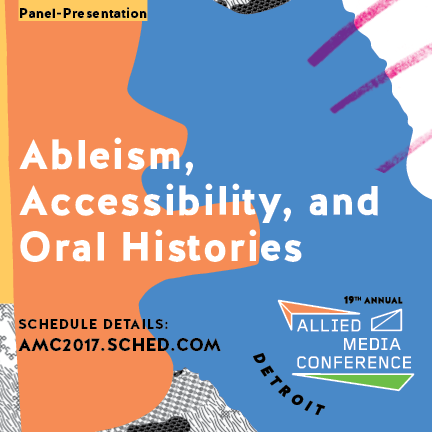 Panel-Presentation
Ableism,
Accessibility, and
Oral Histories
SCHEDULE DETAILS:
AMC2017.SCHED.COM
19TH ANNUAL
ALLIED
MEDIA
CONFERENCE
DETROIT